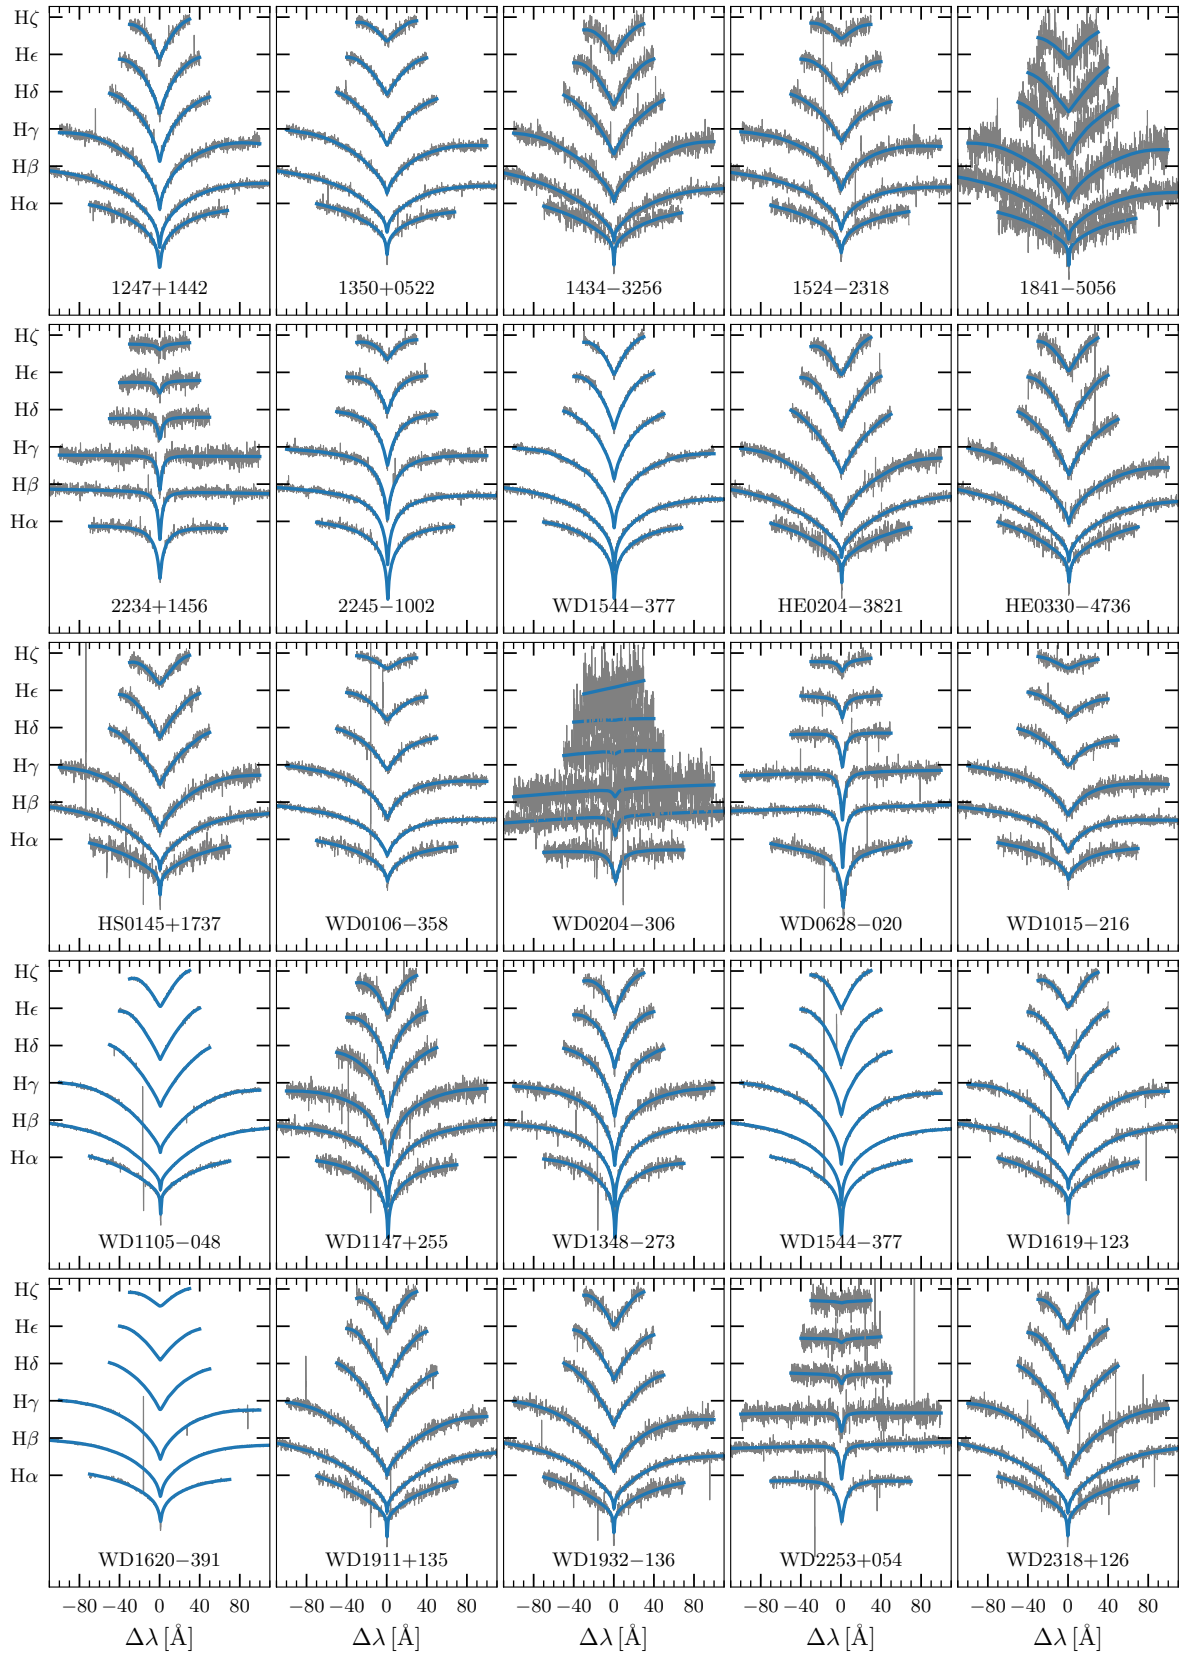 Hζ
Hϵ
Hδ
Hγ
Hβ
Hα
1247+1442
1350+0522
1434−3256
1524−2318
1841−5056
Hζ
Hϵ
Hδ
Hγ
Hβ
Hα
2234+1456
2245−1002
WD1544−377
HE0204−3821
HE0330−4736
Hζ
Hϵ
Hδ
Hγ
Hβ
Hα
HS0145+1737
WD0106−358
WD0204−306
WD0628−020
WD1015−216
Hζ
Hϵ
Hδ
Hγ
Hβ
Hα
WD1105−048
WD1147+255
WD1348−273
WD1544−377
WD1619+123
Hζ
Hϵ
Hδ
Hγ
Hβ
Hα
WD1620−391
WD1911+135
WD1932−136
WD2253+054
WD2318+126
−80 −40 0 40 80 −80 −40 0 40 80 −80 −40 0 40 80 −80 −40 0 40 80 −80 −40 0 40 80
Δλ [Å] Δλ [Å] Δλ [Å] Δλ [Å] Δλ [Å]